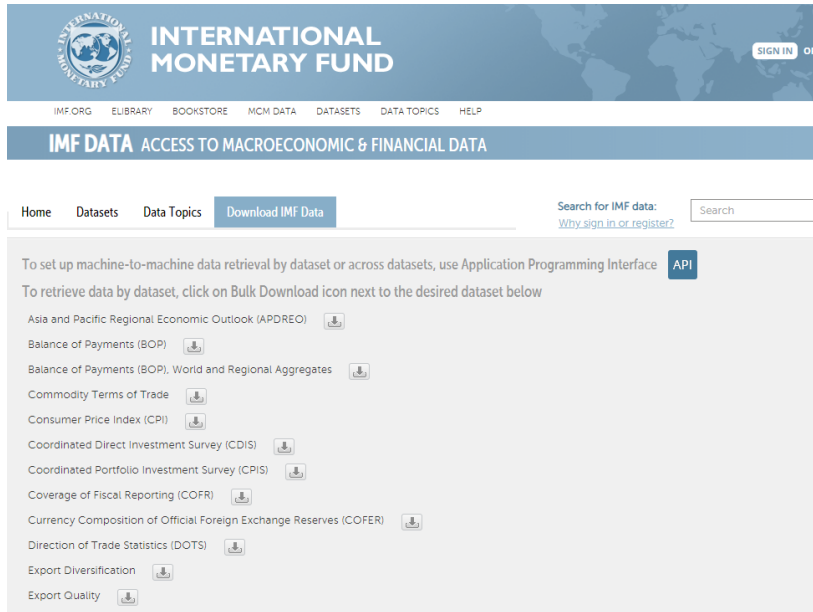 INTERNATIONAL
MONETARY FUND
INTERNATIONAL MONETARY FUND
SIGN IN
IMF.ORG ELIBRARY BOOKSTORE MCM DATA DATASETS DATA TOPICS HELP
IMF DATA ACCESS TO MACROECONOMIC & FINANCIAL DATA
Home Datasets Data Topics Download IMF Data
Search for IMF data:
Why sign in or register?
Search
To set up machine-to-machine data retrieval by dataset or across datasets, use Application Programming Interface API
To retrieve data by dataset, click on Bulk Download icon next to the desired dataset below
Asia and Pacific Regional Economic Outlook (APDREO)
Balance of Payments (BOP)
Balance of Payments (BOP), World and Regional Aggregates
Commodity Terms of Trade
Consumer Price Index (CPI)
Coordinated Direct Investment Survey (CDIS)
Coordinated Portfolio Investment Survey (CPIS)
Coverage of Fiscal Reporting (COFR)
Currency Composition of Official Foreign Exchange Reserves (COFER)
Direction of Trade Statistics (DOTS)
Export Diversification
Export Quality